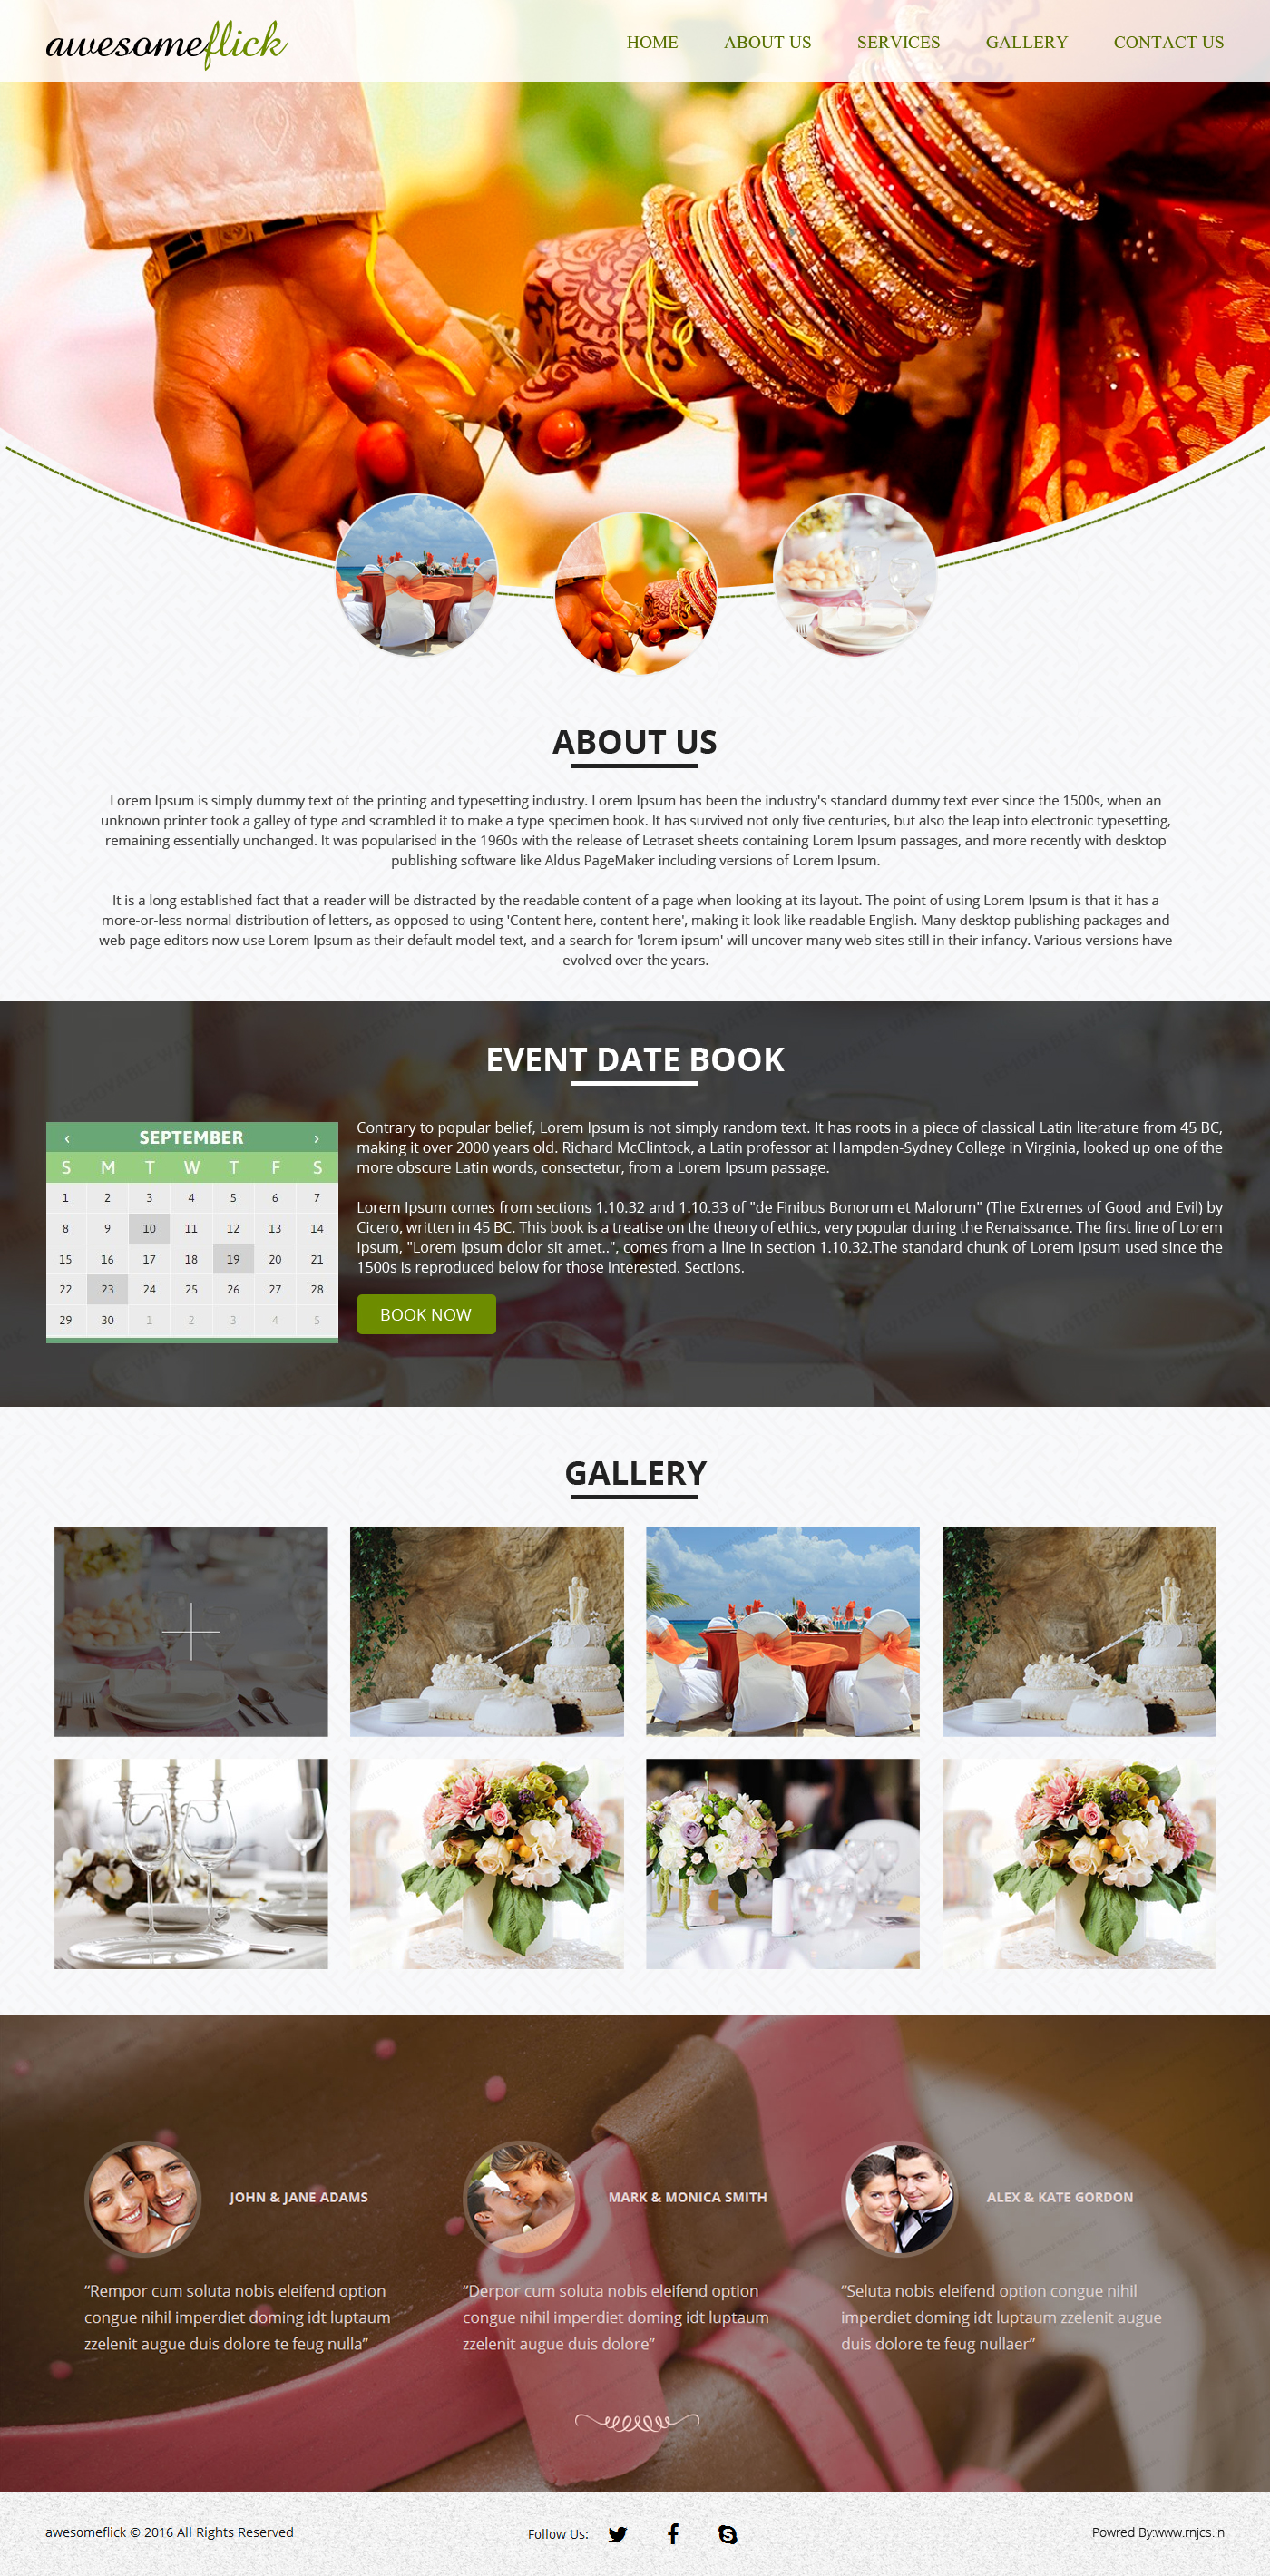 awesomeflick
HOME ABOUT US SERVICES GALLERY CONTACT US
ABOUT US
Lorem Ipsum is simply dummy text of the printing and typesetting industry. Lorem Ipsum has been the industry's standard dummy text ever since the 1500s, when an
unknown printer took a galley of type and scrambled it to make a type specimen book. It has survived not only five centuries, but also the leap into electronic typesetting,
remaining essentially unchanged. It was popularised in the 1960s with the release of Letraset sheets containing Lorem Ipsum passages, and more recently with desktop
publishing software like Aldus PageMaker including versions of Lorem Ipsum.
It is a long established fact that a reader will be distracted by the readable content of a page when looking at its layout. The point of using Lorem Ipsum is that it has a
more-or-less normal distribution of letters, as opposed to using 'Content here, content here', making it look like readable English. Many desktop publishing packages and
web page editors now use Lorem Ipsum as their default model text, and a search for 'lorem ipsum' will uncover many web sites still in their infancy. Various versions have
evolved over the years.
EVENT DATE BOOK
‹ SEPTEMBER ›
S M T W T F S
1 2 3 4 5 6 7
8 9 10 11 12 13 14
15 16 17 18 19 20 21
22 23 24 25 26 27 28
29 30 1 2 3 4 5
Contrary to popular belief, Lorem Ipsum is not simply random text. It has roots in a piece of classical Latin literature from 45 BC,
making it over 2000 years old. Richard McClintock, a Latin professor at Hampden-Sydney College in Virginia, looked up one of the
more obscure Latin words, consectetur, from a Lorem Ipsum passage.
Lorem Ipsum comes from sections 1.10.32 and 1.10.33 of "de Finibus Bonorum et Malorum" (The Extremes of Good and Evil) by
Cicero, written in 45 BC. This book is a treatise on the theory of ethics, very popular during the Renaissance. The first line of Lorem
Ipsum, "Lorem ipsum dolor sit amet..", comes from a line in section 1.10.32.The standard chunk of Lorem Ipsum used since the
1500s is reproduced below for those interested. Sections.
BOOK NOW
GALLERY
JOHN & JANE ADAMS
“Rempor cum soluta nobis eleifend option
congue nihil imperdiet doming idt luptaum
zzelenit augue duis dolore te feug nulla”
MARK & MONICA SMITH
“Derpor cum soluta nobis eleifend option
congue nihil imperdiet doming idt luptaum
zzelenit augue duis dolore”
ALEX & KATE GORDON
“Seluta nobis eleifend option congue nihil
imperdiet doming idt luptaum zzelenit augue
duis dolore te feug nullaer”
awesomeflick © 2016 All Rights Reserved
Follow Us:
Powred By:www.rnjcs.in